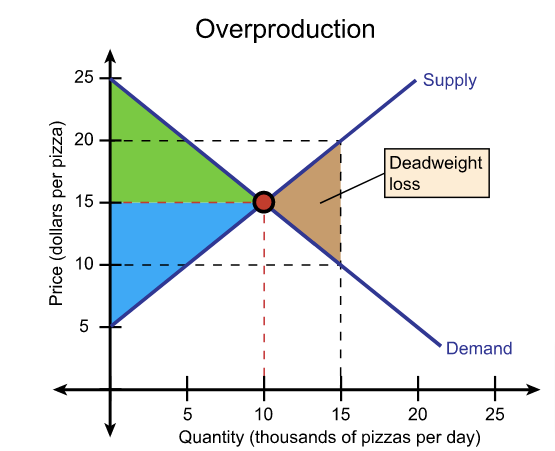 Overproduction
Price (dollars per pizza)
25
20
15
10
5
Supply
Deadweight
loss
Demand
5
10
15
20
25
Quantity (thousands of pizzas per day)